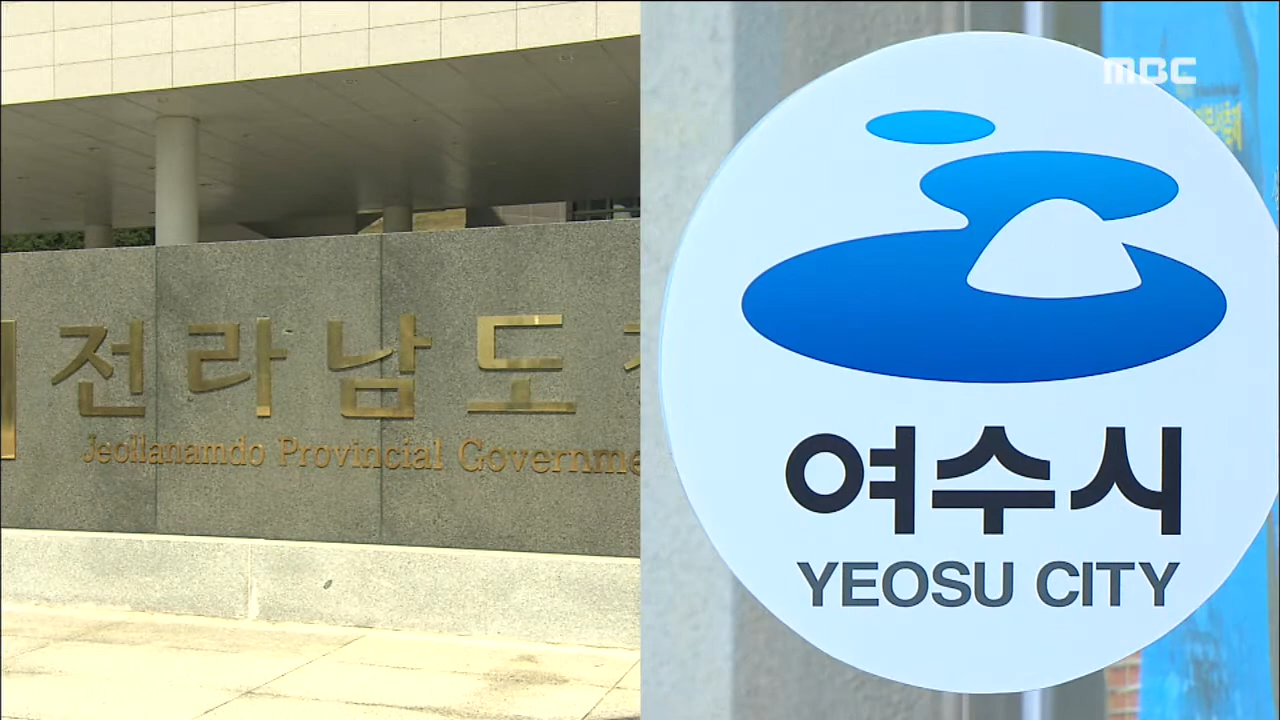 전라남도
Jeollanamdo Provincial Governme
MBC
여수시
YEOSU CITY